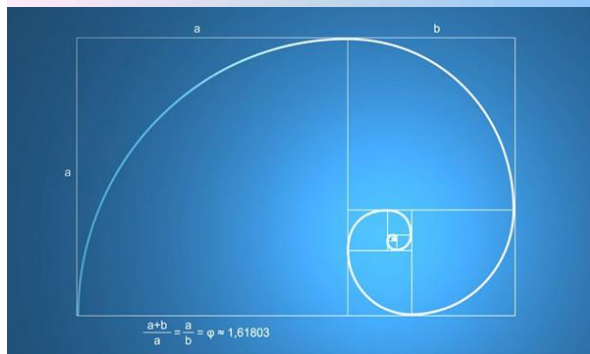 a b
a
a+b/a = a/b = φ ≈ 1,61803